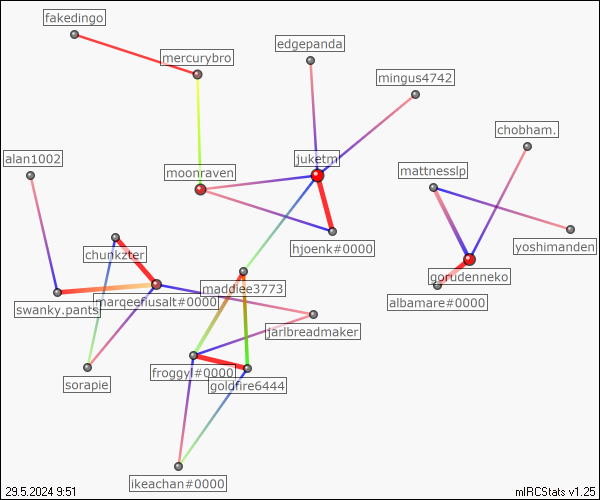 fakedingo
edgepanda
mercurybro
mingus4742
chobham.
alan1002
juketm
moonraven
mattnesslp
hjoenk#0000
yoshimanden
chunkzter
gorudenneko
maddiee3773
marqeeriusalt#0000
albamare#0000
swanky.pants
jarlbreadmaker
froggyl#0000
sorapie
goldfire6444
ikeachan#0000
29.5.2024 9:51
mIRCStats v1.25